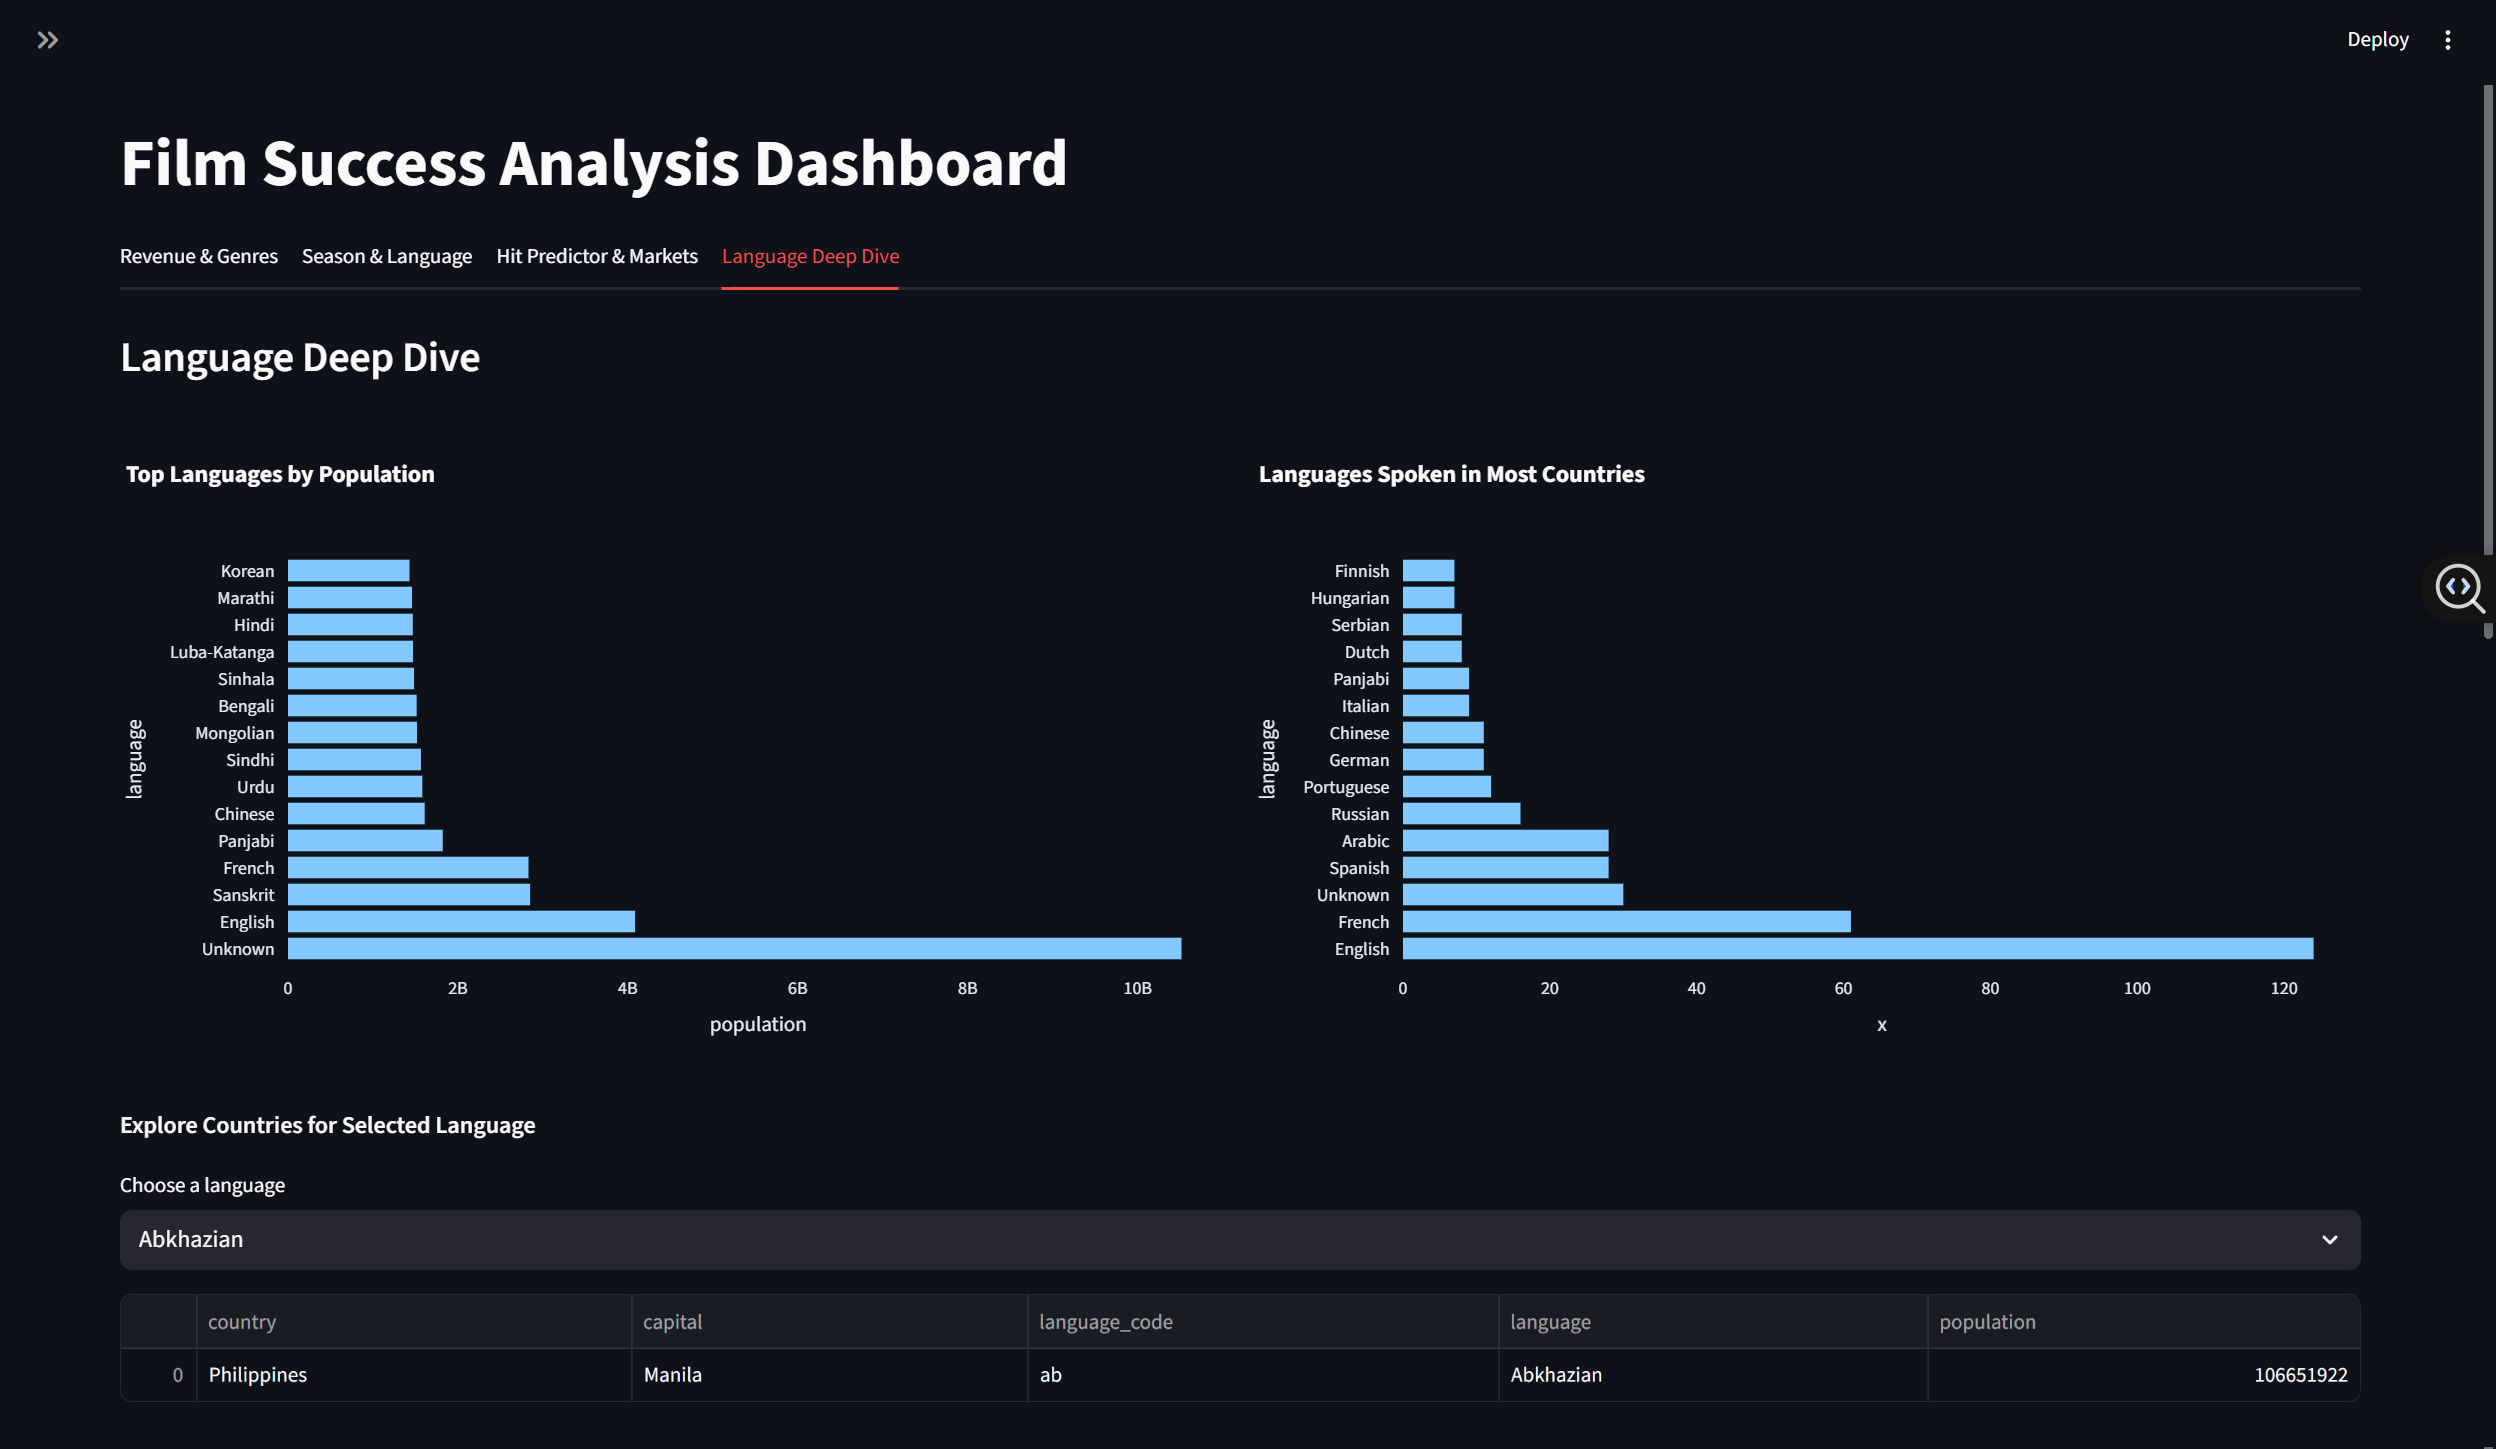 Deploy
Film Success Analysis Dashboard
Revenue & Genres Season & Language Hit Predictor & Markets Language Deep Dive
Language Deep Dive
Top Languages by Population
language
Korean
Marathi
Hindi
Luba-Katanga
Sinhala
Bengali
Mongolian
Sindhi
Urdu
Chinese
Panjabi
French
Sanskrit
English
Unknown
0 2B 4B 6B 8B 10B
population
Languages Spoken in Most Countries
language
Finnish
Hungarian
Serbian
Dutch
Panjabi
Italian
Chinese
German
Portuguese
Russian
Arabic
Spanish
Unknown
French
English
0 20 40 60 80 100 120
x
Explore Countries for Selected Language
Choose a language
Abkhazian
country capital language_code language population
0 Philippines Manila ab Abkhazian 106651922